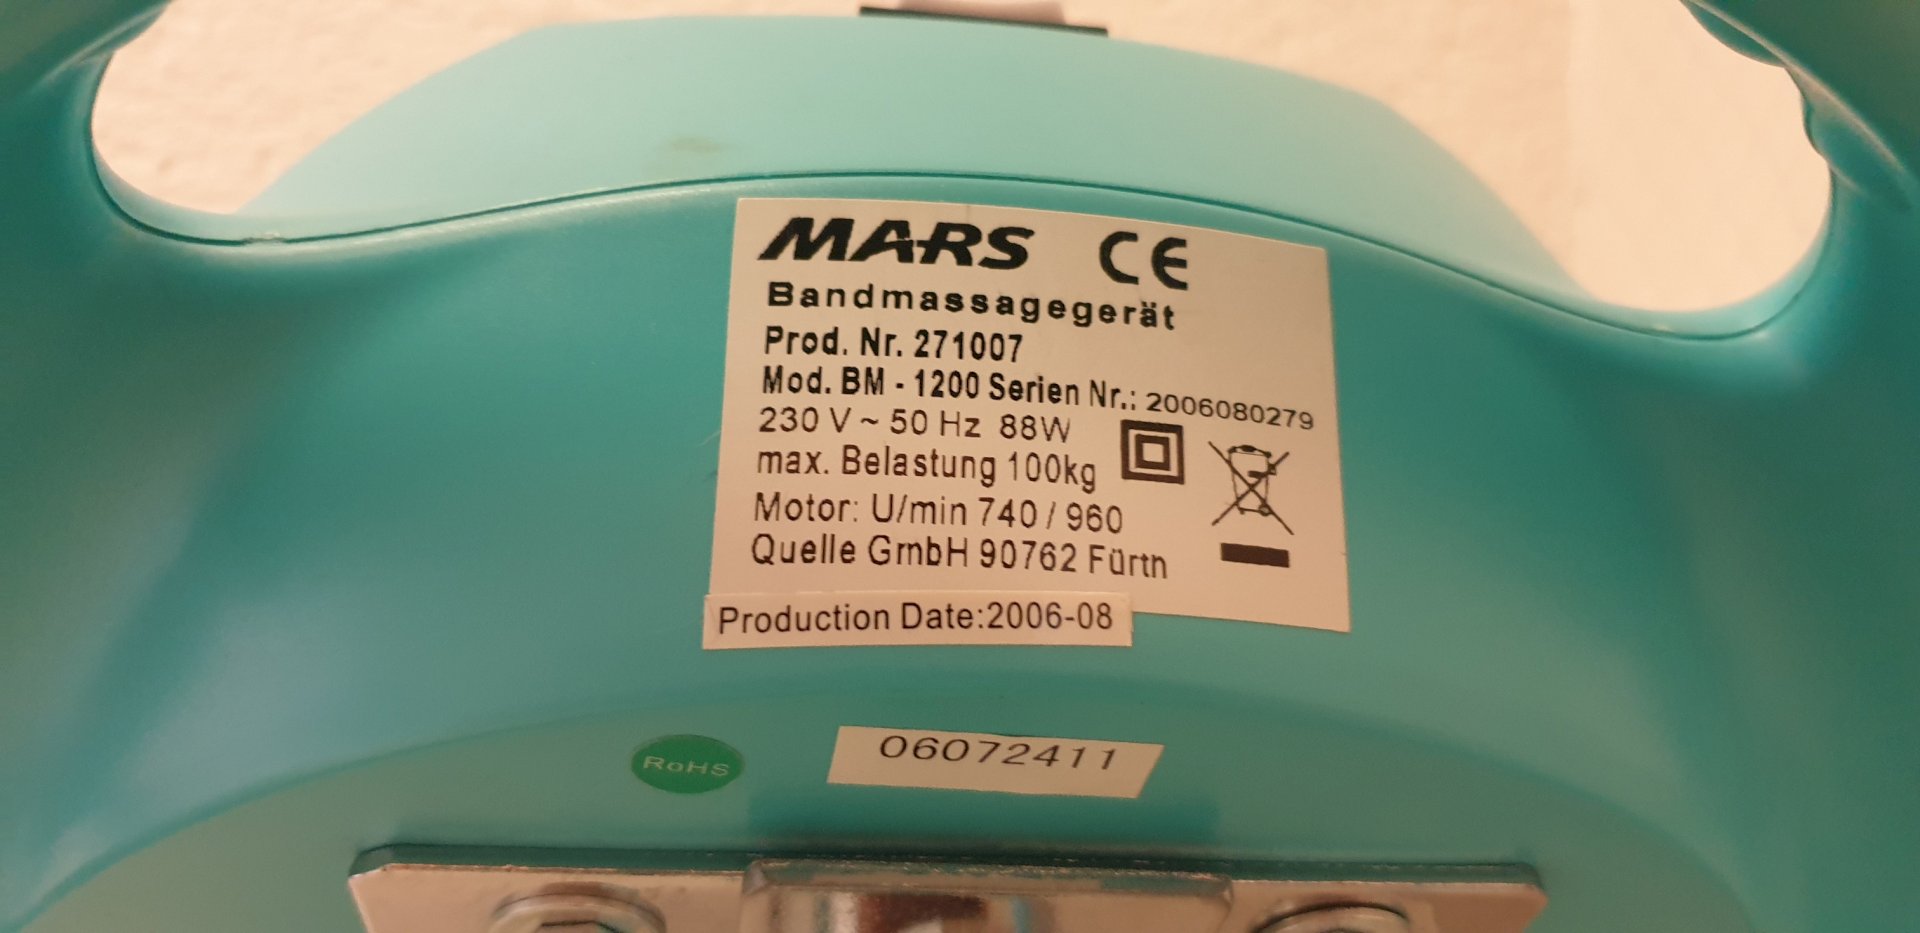 MARS CE
Bandmassagegerät
Prod. Nr. 271007
Mod. BM - 1200 Serien Nr.: 2006080279
230 V ~ 50 Hz 88W
max. Belastung 100kg
Motor: U/min 740 / 960
Quelle GmbH 90762 Fürth
Production Date:2006-08
RoHS
06072411